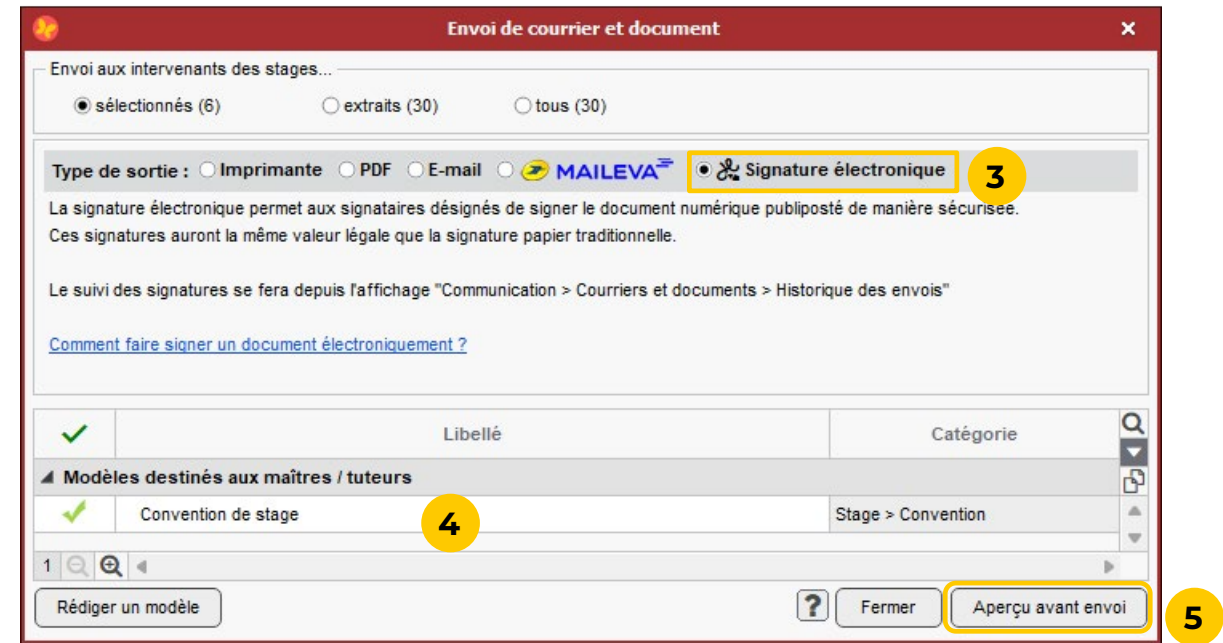 Envoi de courrier et document
Envoi aux intervenants des stages...
sélectionnés (6) extraits (30) tous (30)
Type de sortie : Imprimante PDF E-mail MAILEVA Signature électronique 3
La signature électronique permet aux signataires désignés de signer le document numérique publiposté de manière sécurisée.
Ces signatures auront la même valeur légale que la signature papier traditionnelle.
Le suivi des signatures se fera depuis l'affichage "Communication > Courriers et documents > Historique des envois"
Comment faire signer un document électroniquement ?
Libellé Catégorie
Modèles destinés aux maîtres / tuteurs
Convention de stage 4 Stage > Convention
1
Rédiger un modèle ? Fermer Aperçu avant envoi 5